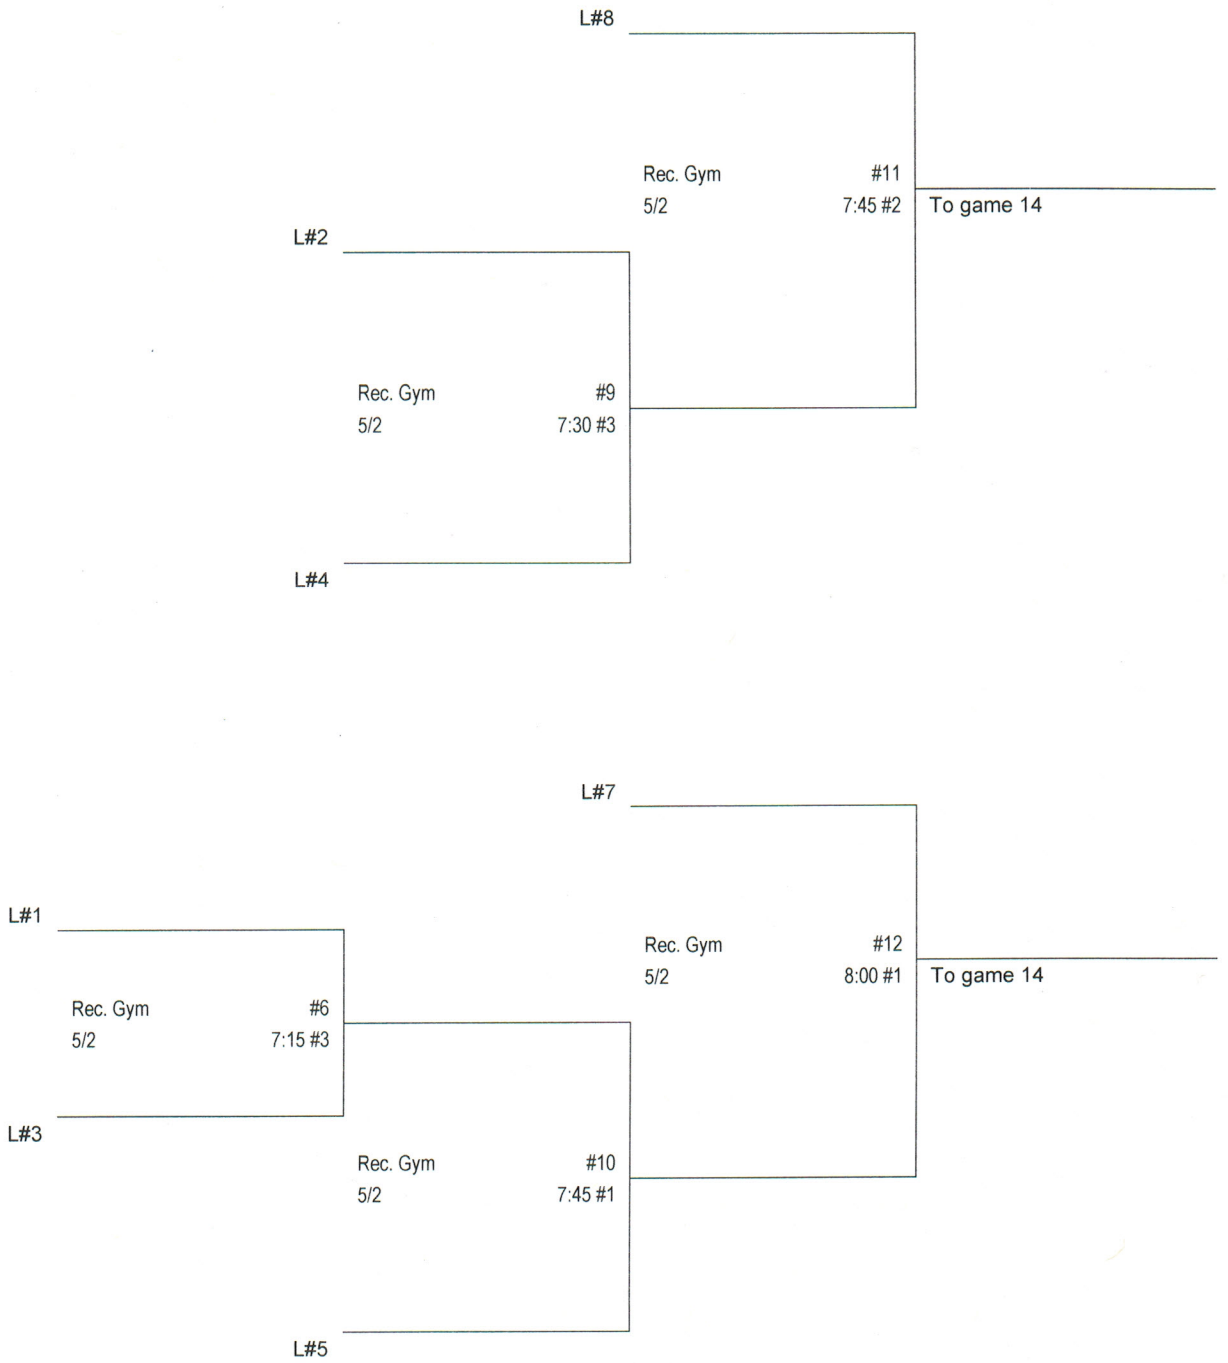 L#8
Rec. Gym #11
5/2 7:45 #2 To game 14
L#2
Rec. Gym #9
5/2 7:30 #3
L#4
L#7
L#1
Rec. Gym #12
5/2 8:00 #1 To game 14
Rec. Gym #6
5/2 7:15 #3
L#3
Rec. Gym #10
5/2 7:45 #1
L#5